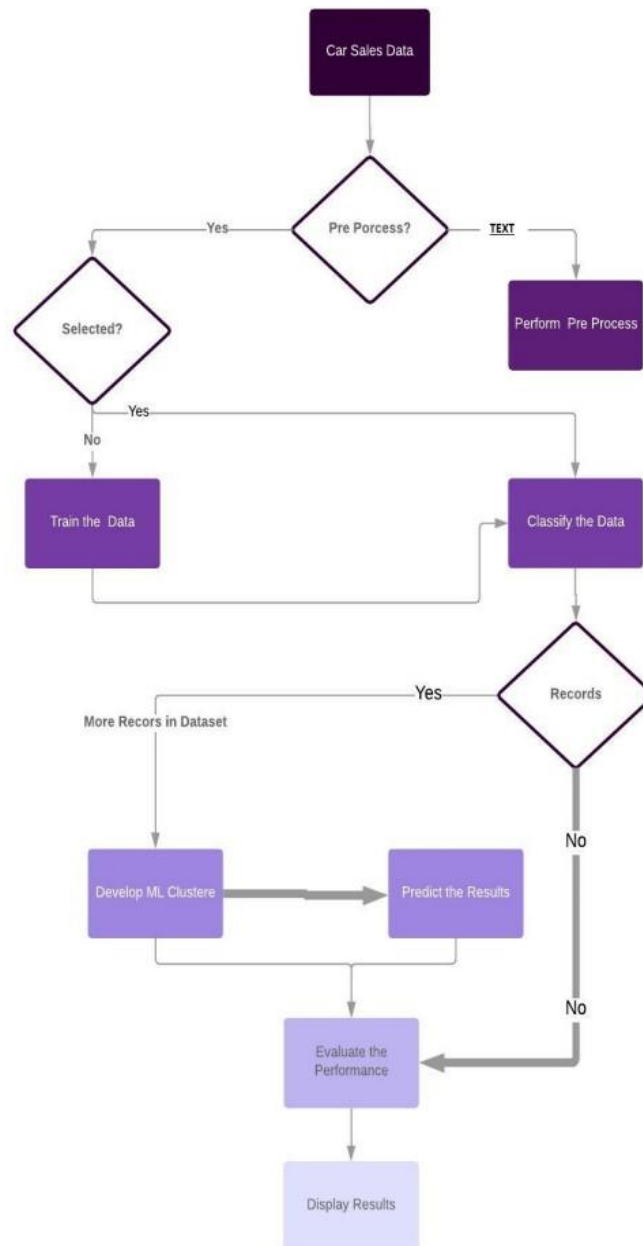 Car Sales Data
Pre Porcess?
Yes
TEXT
Perform Pre Process
Selected?
Yes
No
Train the Data
Classify the Data
Records
Yes
More Recors in Dataset
No
Develop ML Clustere
Predict the Results
No
Evaluate the
Performance
Display Results